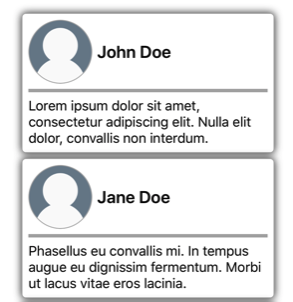 John Doe
Lorem ipsum dolor sit amet,
consectetur adipiscing elit. Nulla elit
dolor, convallis non interdum.
Jane Doe
Phasellus eu convallis mi. In tempus
augue eu dignissim fermentum. Morbi
ut lacus vitae eros lacinia.